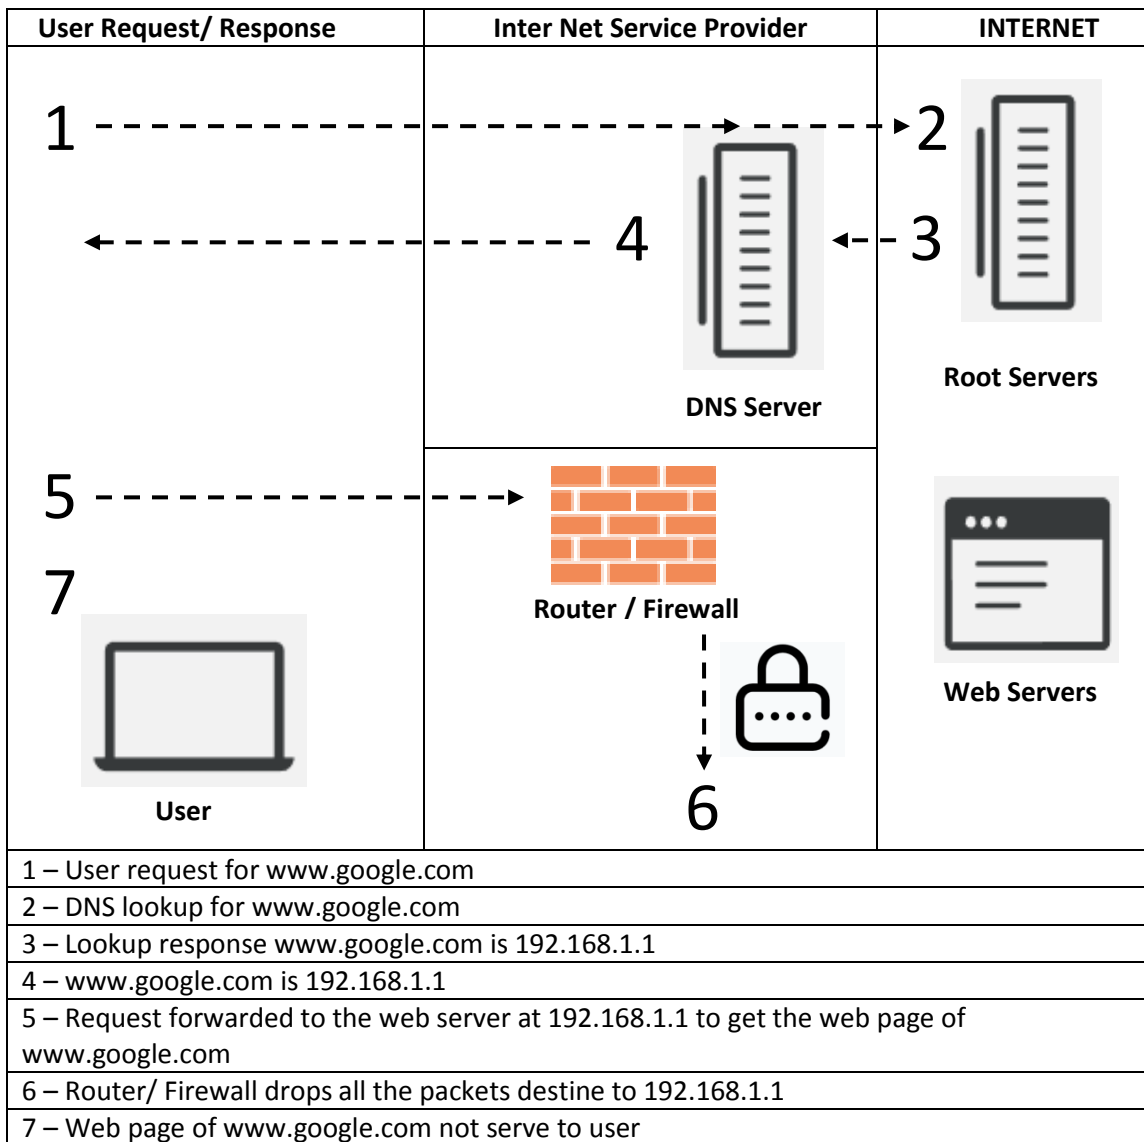 User Request/ Response
Inter Net Service Provider
INTERNET
1
2
4
3
Root Servers
DNS Server
5
7
Router / Firewall
Web Servers
User
6
1 – User request for www.google.com
2 – DNS lookup for www.google.com
3 – Lookup response www.google.com is 192.168.1.1
4 – www.google.com is 192.168.1.1
5 – Request forwarded to the web server at 192.168.1.1 to get the web page of
www.google.com
6 – Router/ Firewall drops all the packets destine to 192.168.1.1
7 – Web page of www.google.com not serve to user